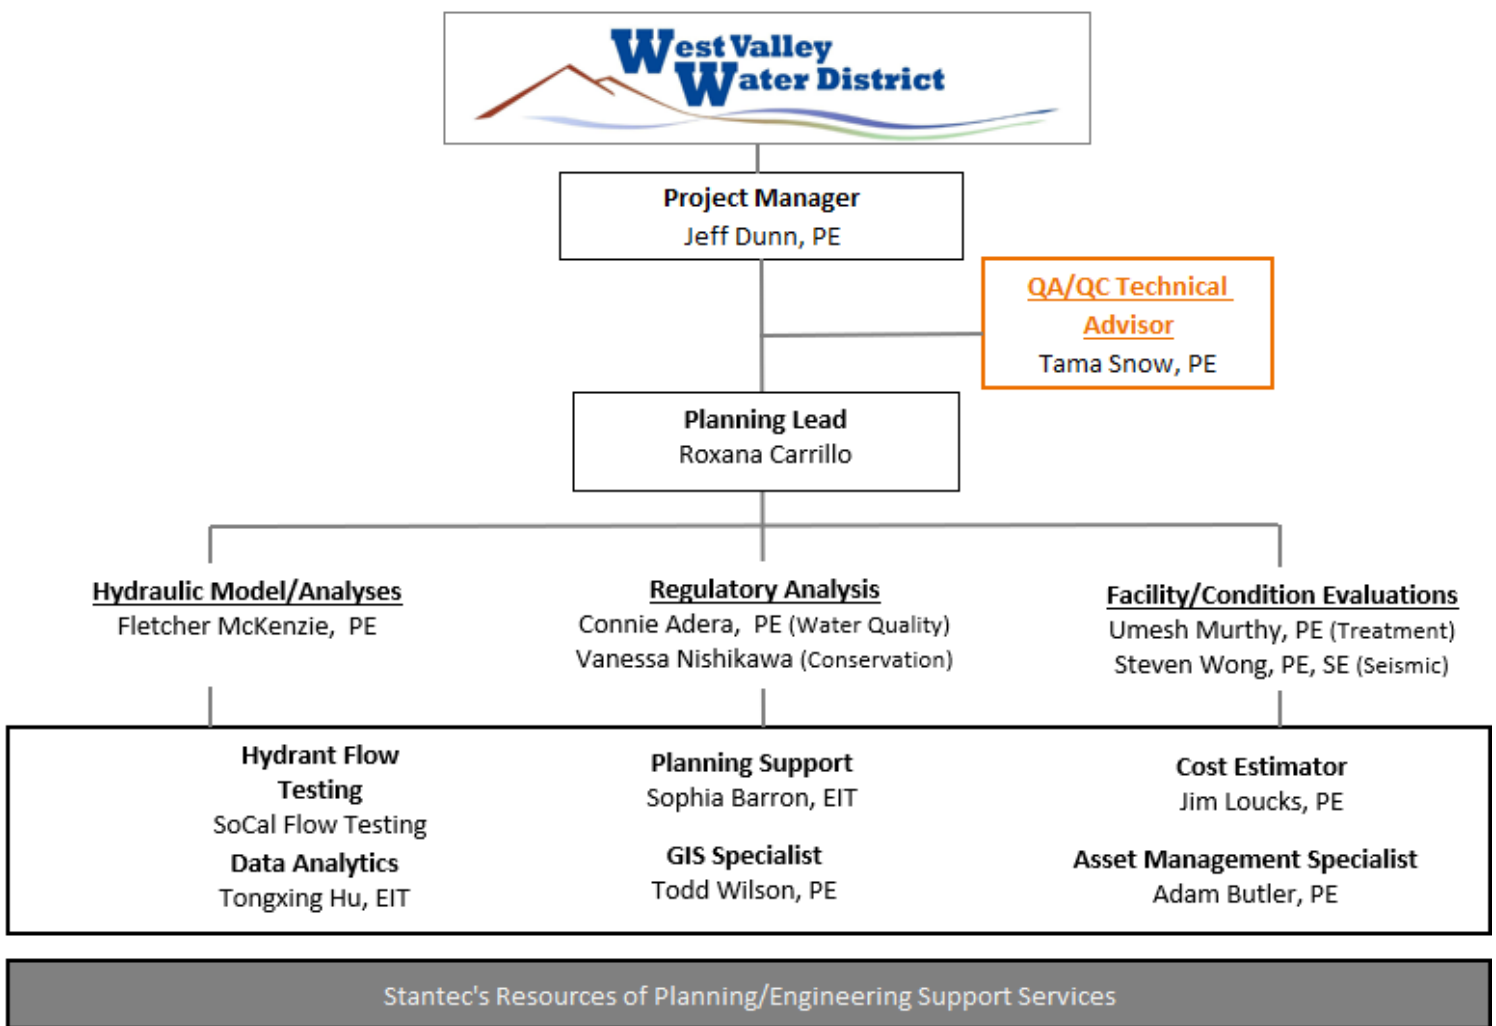 West Valley
Water District
Project Manager
Jeff Dunn, PE
QA/QC Technical
Advisor
Tama Snow, PE
Planning Lead
Roxana Carrillo
Hydraulic Model/Analyses
Fletcher McKenzie, PE
Regulatory Analysis
Connie Adera, PE (Water Quality)
Vanessa Nishikawa (Conservation)
Facility/Condition Evaluations
Umesh Murthy, PE (Treatment)
Steven Wong, PE, SE (Seismic)
Hydrant Flow
Testing
SoCal Flow Testing
Data Analytics
Tongxing Hu, EIT
Planning Support
Sophia Barron, EIT
GIS Specialist
Todd Wilson, PE
Cost Estimator
Jim Loucks, PE
Asset Management Specialist
Adam Butler, PE
Stantec's Resources of Planning/Engineering Support Services